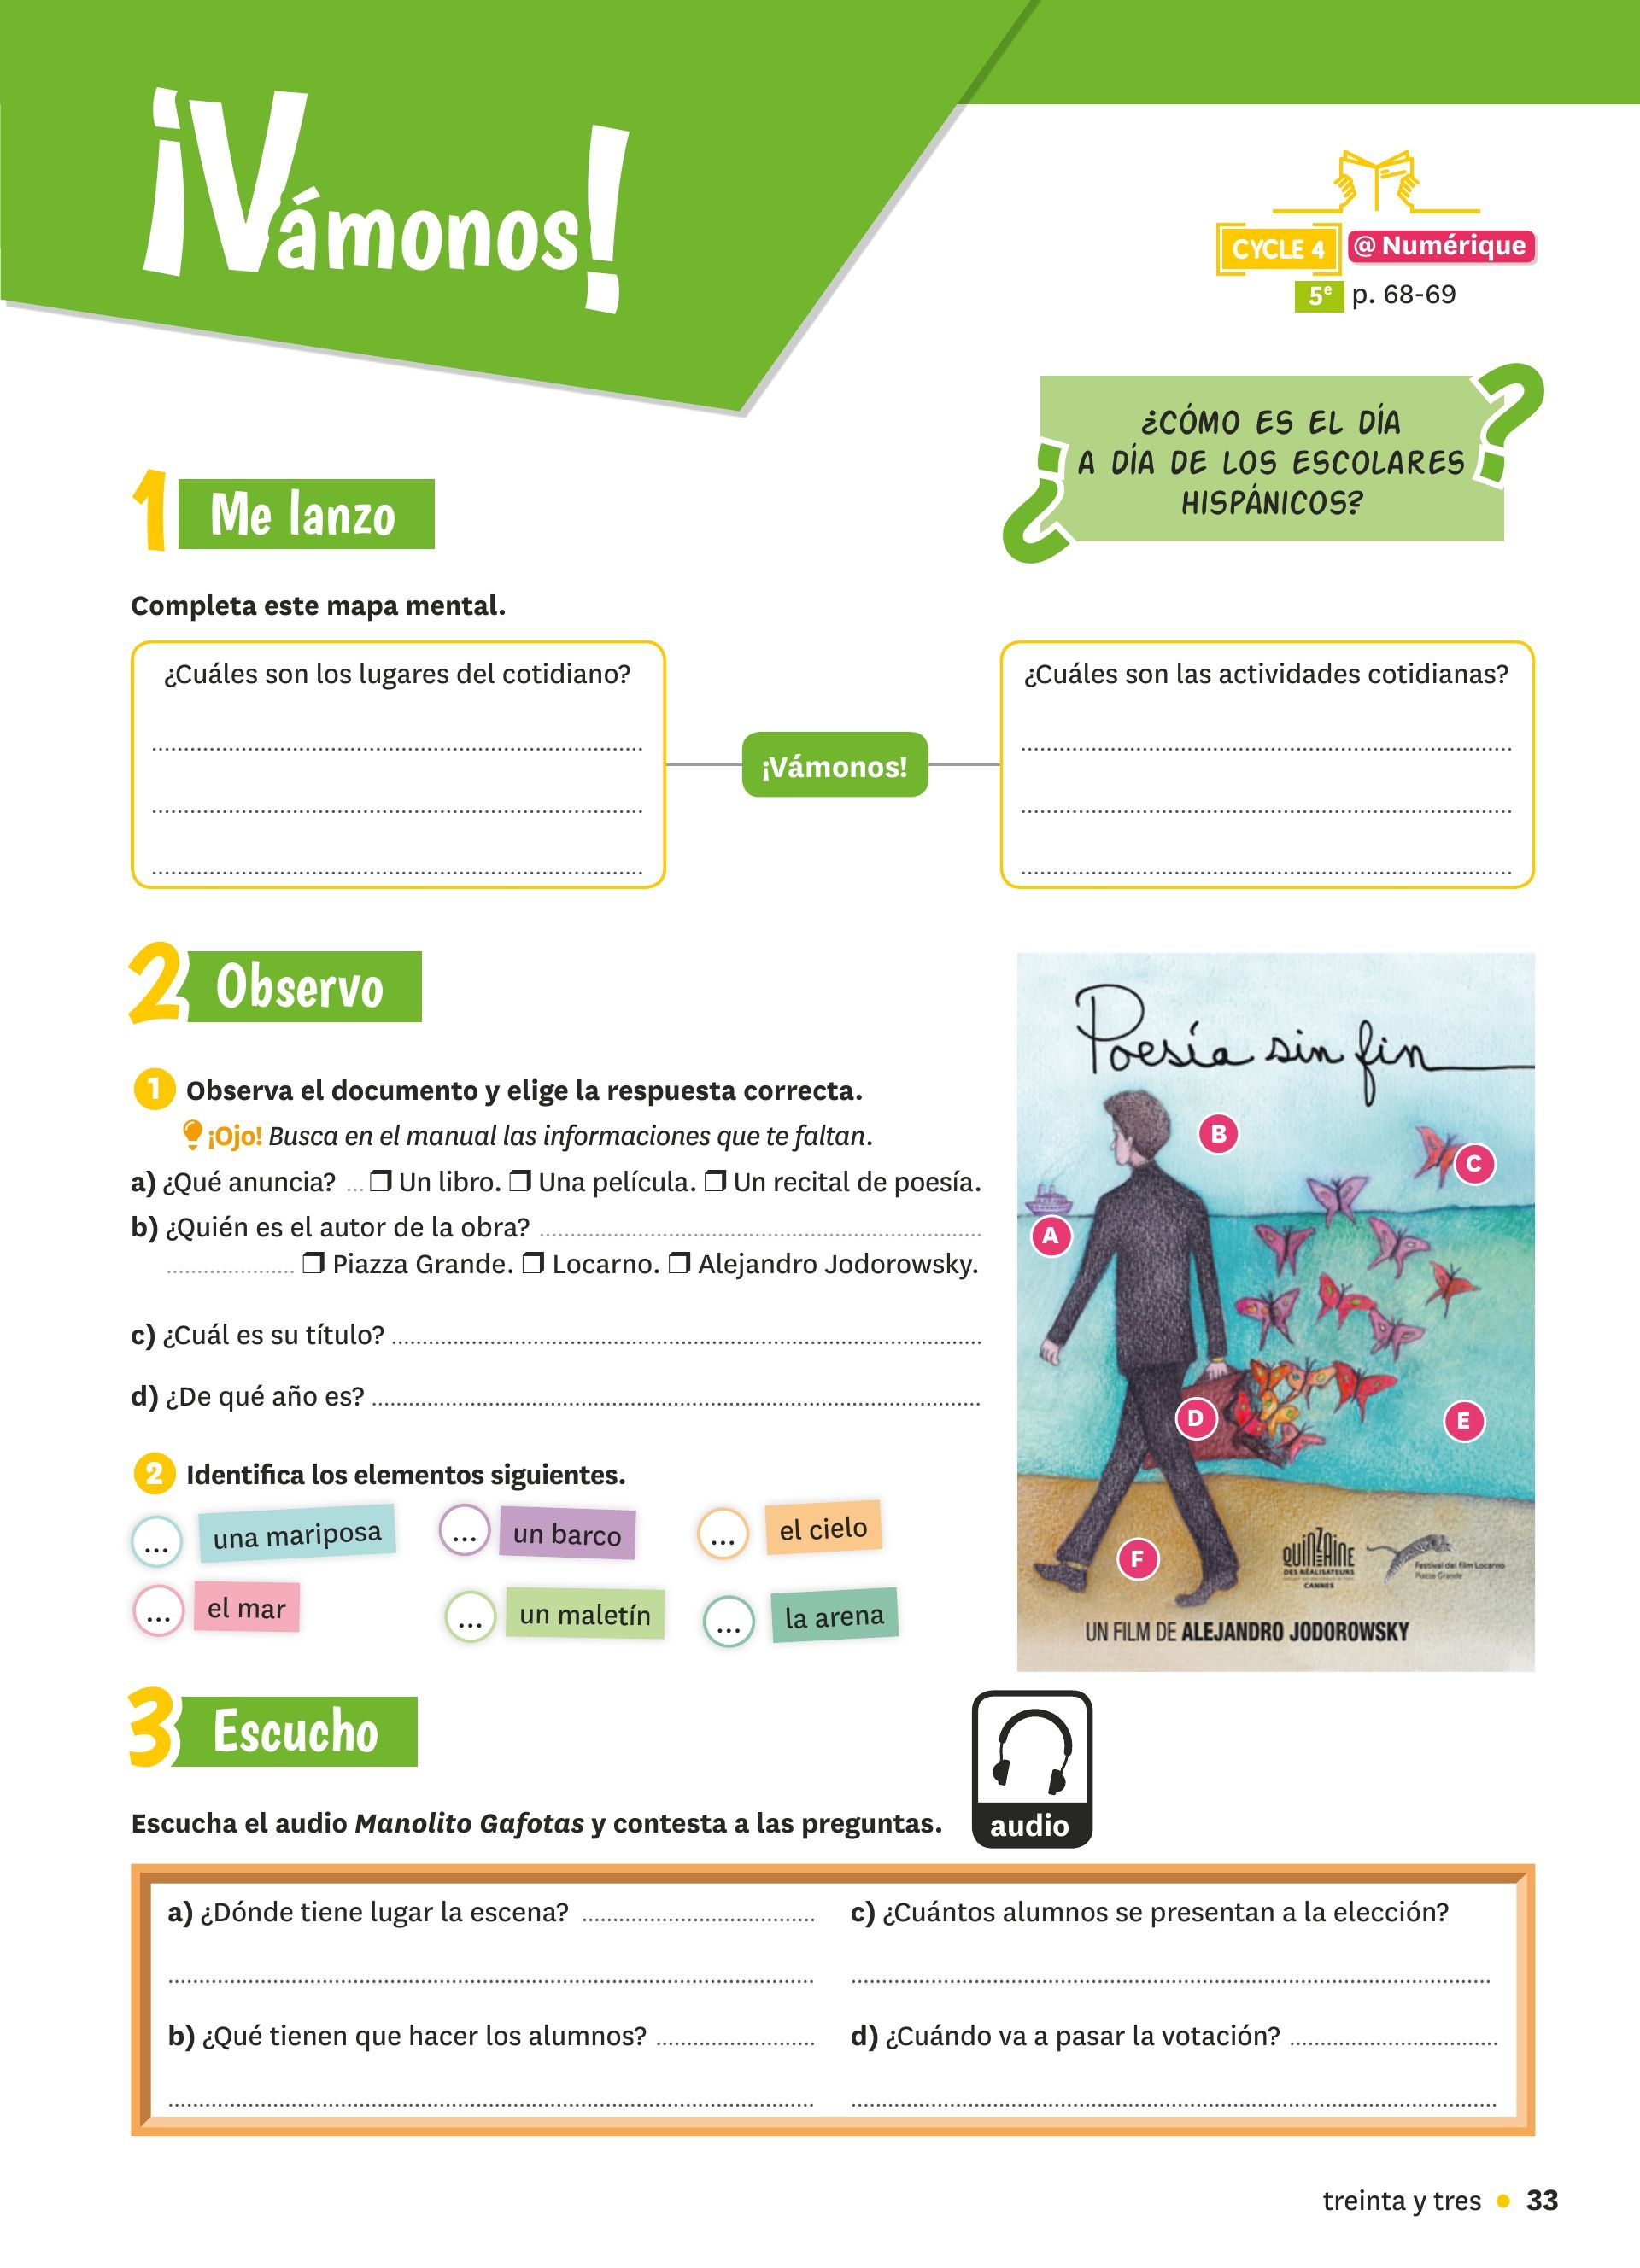 ¡Vámonos!
CYCLE 4 @ Numérique
5e p. 68-69
¿CÓMO ES EL DÍA
A DÍA DE LOS ESCOLARES
HISPÁNICOS?
1 Me lanzo
Completa este mapa mental.
¿Cuáles son los lugares del cotidiano?
¡Vámonos!
¿Cuáles son las actividades cotidianas?
2 Observo
1 Observa el documento y elige la respuesta correcta.
¡Ojo! Busca en el manual las informaciones que te faltan.
a) ¿Qué anuncia? ... ❒ Un libro. ❒ Una película. ❒ Un recital de poesía.
b) ¿Quién es el autor de la obra? ...
... ❒ Piazza Grande. ❒ Locarno. ❒ Alejandro Jodorowsky.
c) ¿Cuál es su título? ...
d) ¿De qué año es? ...
2 Identifica los elementos siguientes.
... una mariposa ... un barco ... el cielo
... el mar ... un maletín ... la arena
Poesía sin fin
B
C
A
D
E
F
QUINZAINE
DES RÉALISATEURS
CANNES
Festival del film Locarno
Piazza Grande
UN FILM DE ALEJANDRO JODOROWSKY
3 Escucho
Escucha el audio Manolito Gafotas y contesta a las preguntas.
audio
a) ¿Dónde tiene lugar la escena? ...
b) ¿Qué tienen que hacer los alumnos? ...
c) ¿Cuántos alumnos se presentan a la elección?
d) ¿Cuándo va a pasar la votación? ...
treinta y tres • 33